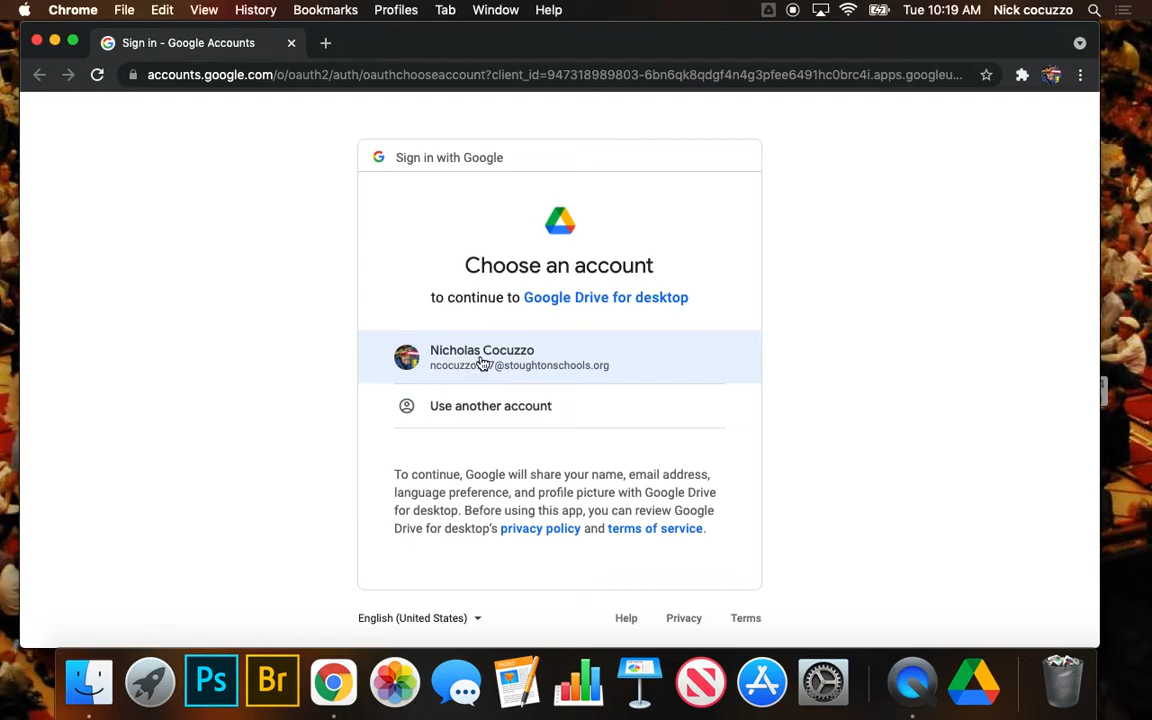 Chrome File Edit View History Bookmarks Profiles Tab Window Help Tue 10:19 AM Nick cocuzzo
Sign in - Google Accounts
accounts.google.com/o/oauth2/auth/oauthchooseaccount?client_id=947318989803-6bn6qk8qdgf4n4g3pfee6491hc0brc4i.apps.googleu...
Sign in with Google
Choose an account
to continue to Google Drive for desktop
Nicholas Cocuzzo
@stoughtonschools.org
Use another account
To continue, Google will share your name, email address,
language preference, and profile picture with Google Drive
for desktop. Before using this app, you can review Google
Drive for desktop's privacy policy and terms of service.
English (United States) Help Privacy Terms
Ps Br